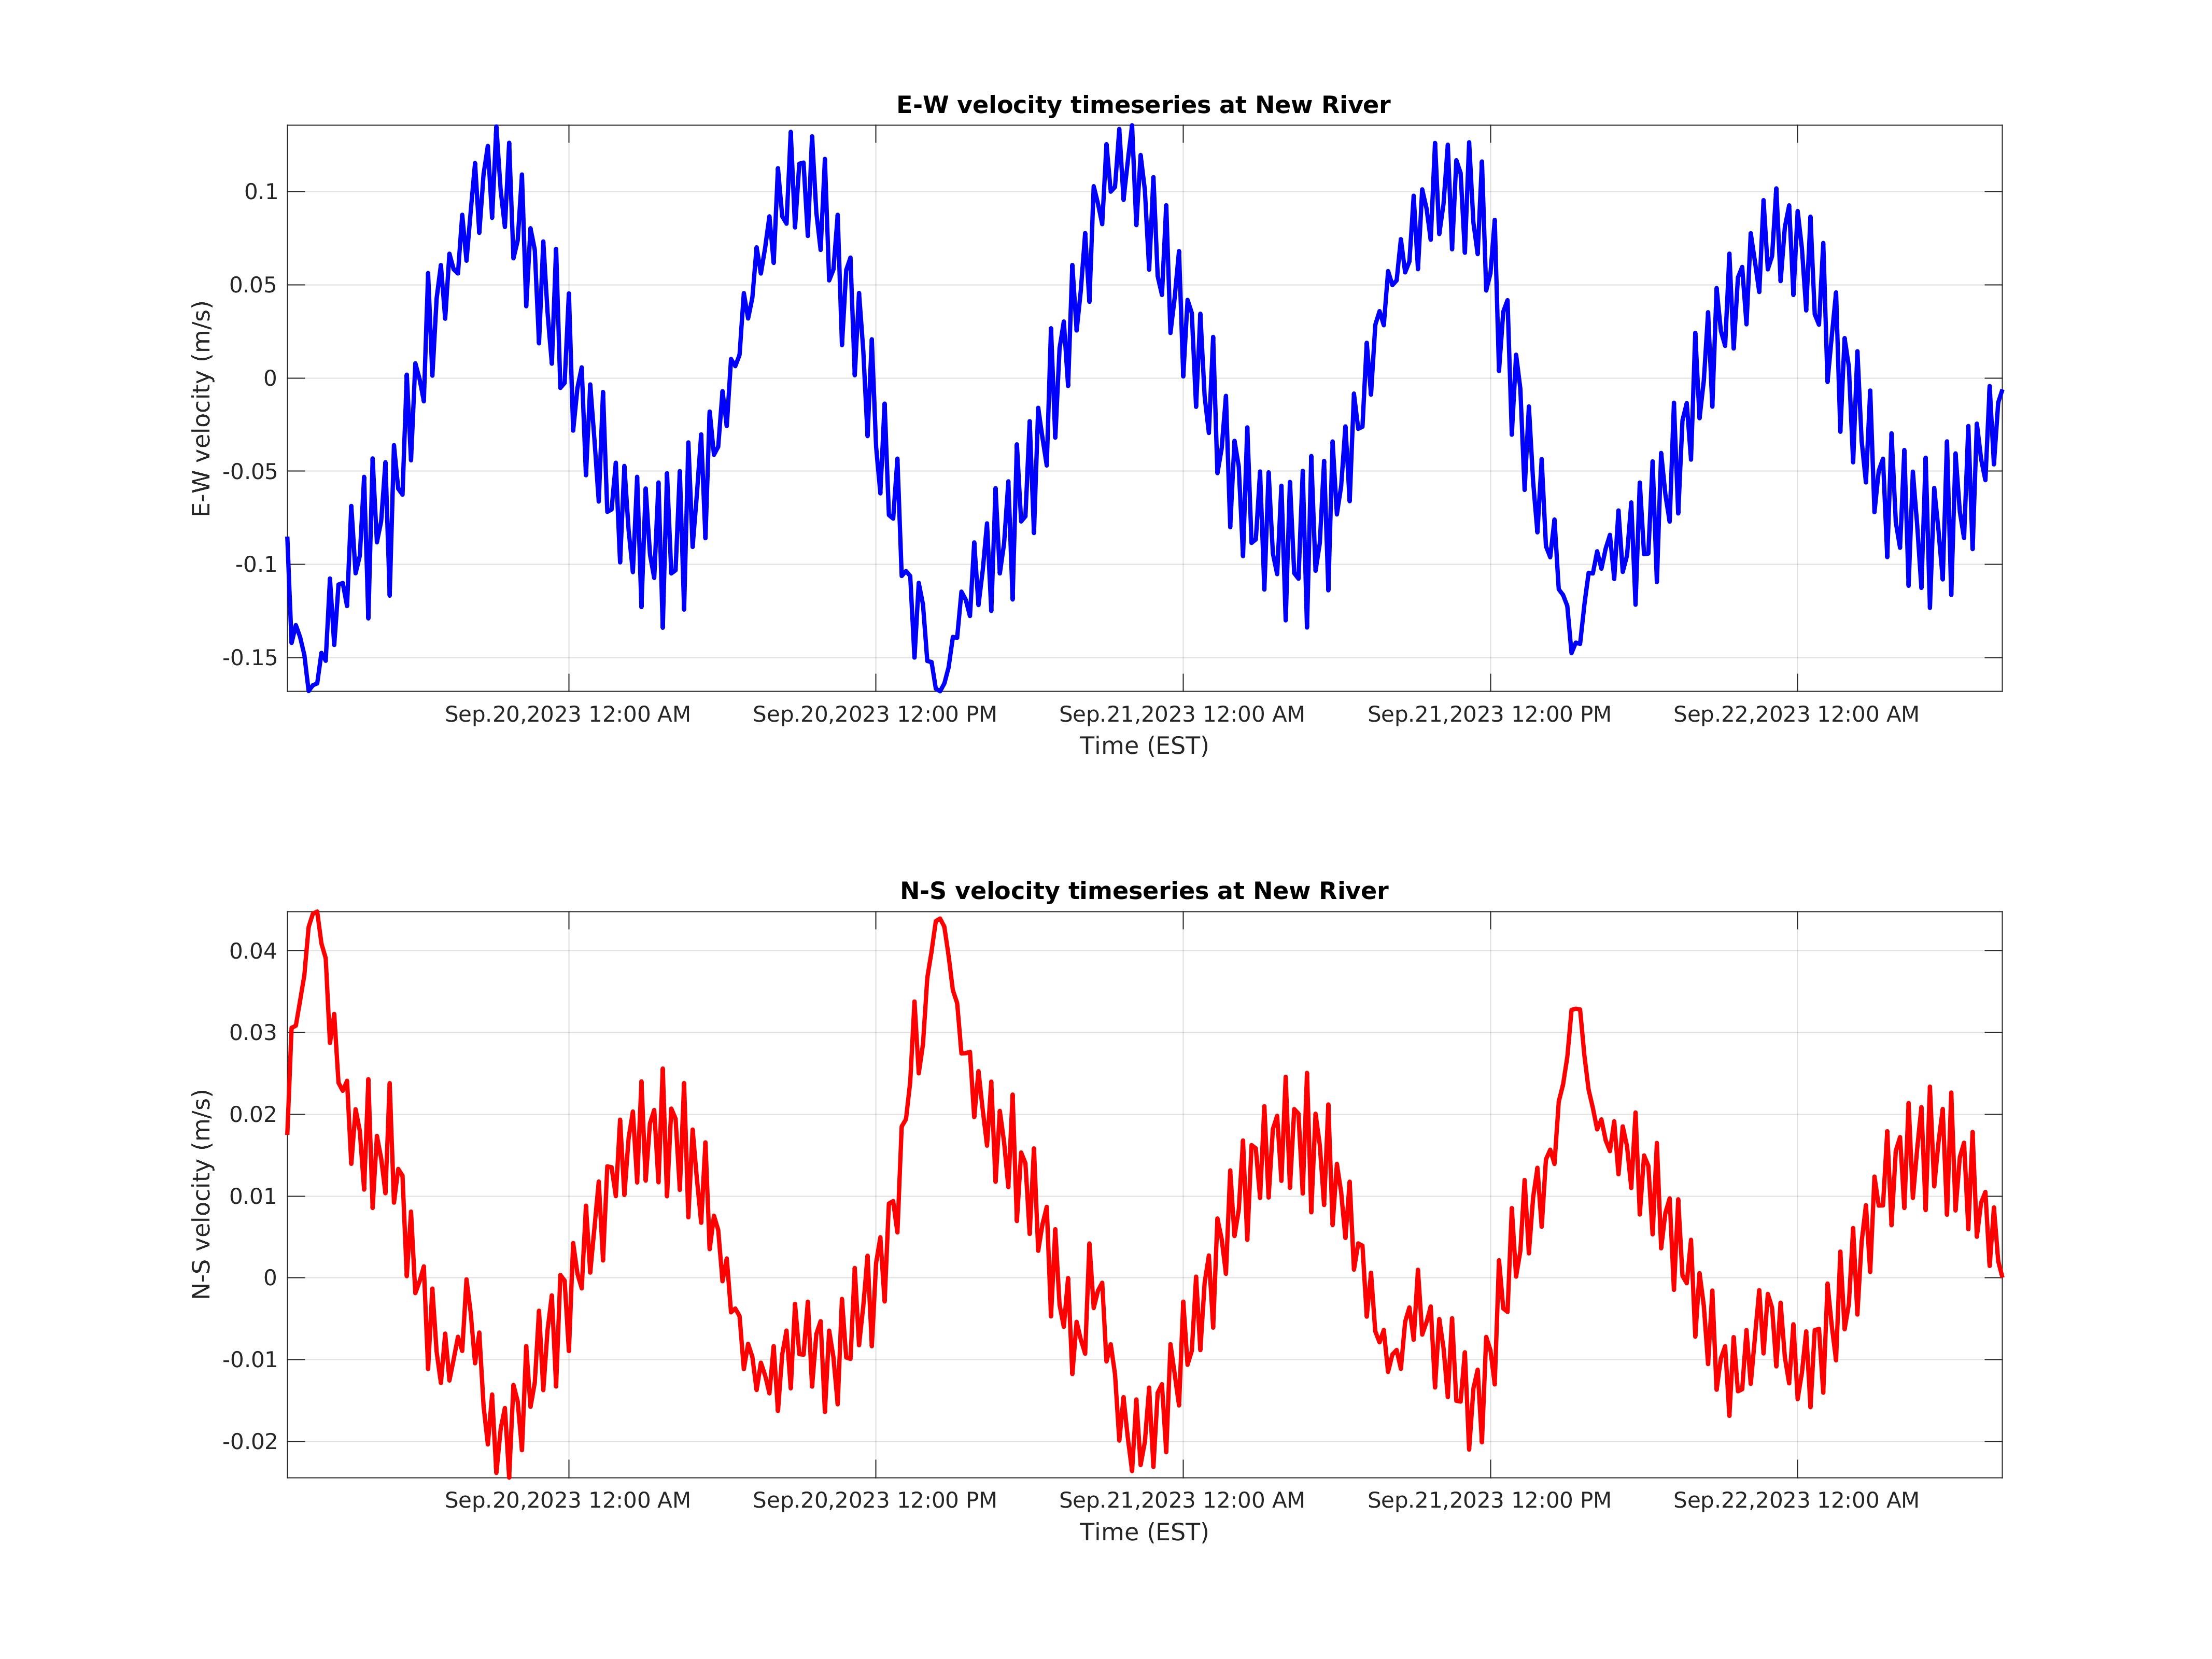 E-W velocity timeseries at New River
E-W velocity (m/s)
0.1
0.05
0
-0.05
-0.1
-0.15
Sep.20,2023 12:00 AM
Sep.20,2023 12:00 PM
Sep.21,2023 12:00 AM
Sep.21,2023 12:00 PM
Sep.22,2023 12:00 AM
Time (EST)
N-S velocity timeseries at New River
N-S velocity (m/s)
0.04
0.03
0.02
0.01
0
-0.01
-0.02
Sep.20,2023 12:00 AM
Sep.20,2023 12:00 PM
Sep.21,2023 12:00 AM
Sep.21,2023 12:00 PM
Sep.22,2023 12:00 AM
Time (EST)